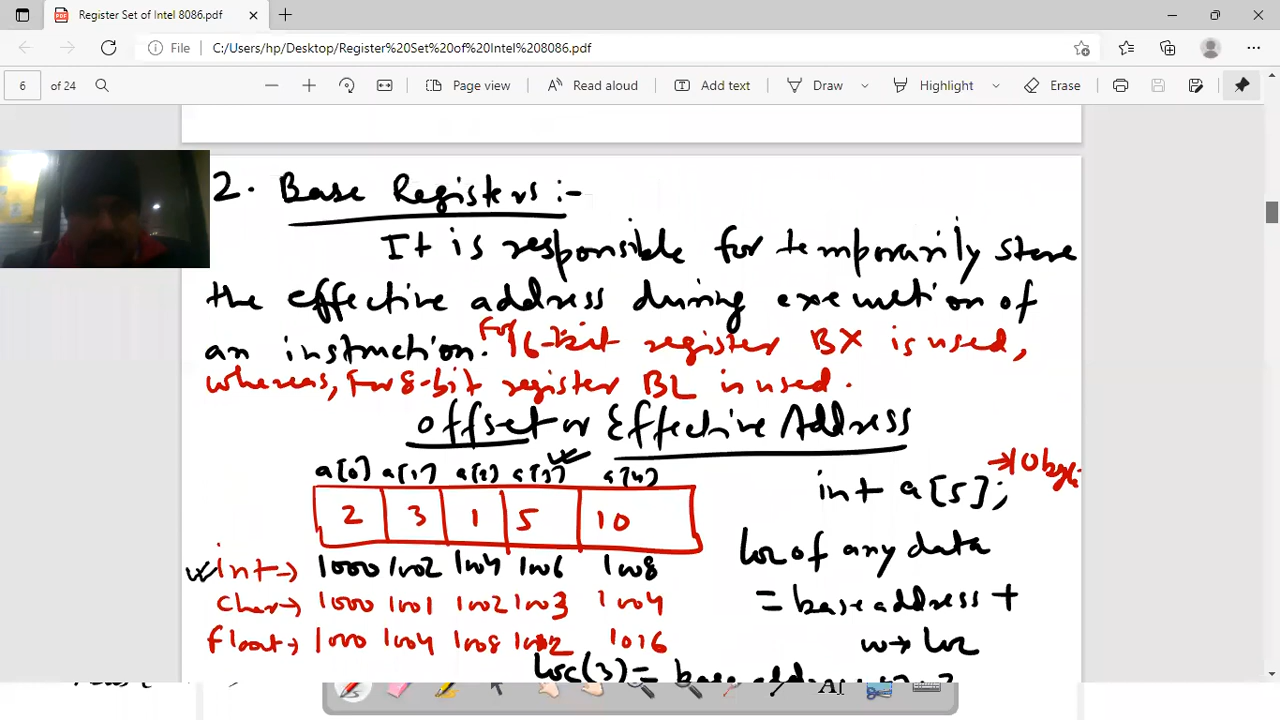 Register Set of Intel 8086.pdf
File C:/Users/hp/Desktop/Register%20Set%20of%20Intel%208086.pdf
6 of 24 Page view Read aloud Add text Draw Highlight Erase
2. Base Registers :-
It is responsible for temporarily store
the effective address during execution of
an instruction. For 16-bit register BX is used,
whereas, For 8-bit register BL is used.
offset or Effective Address
a[0] a[1] a[2] a[3] a[4]
int a[5]; →10byte
2 3 1 5 10
loc of any data
int→ 1000 1002 1004 1006 1008
char→ 1000 1001 1002 1003 1004
= base address +
float→ 1000 1004 1008 1012 1016
w → loc
loc(3) = base address